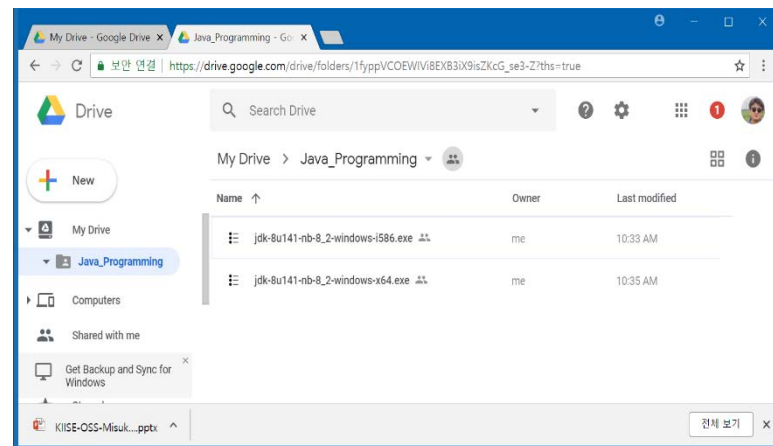 My Drive - Google Drive
Java_Programming - Go
보안 연결 | https://drive.google.com/drive/folders/1fyppVCOEWIVi8EXB3iX9isZKcG_se3-Z?ths=true
Drive
Search Drive
1
New
My Drive > Java_Programming
Name
Owner
Last modified
My Drive
jdk-8u141-nb-8_2-windows-i586.exe me 10:33 AM
Java_Programming
jdk-8u141-nb-8_2-windows-x64.exe me 10:35 AM
Computers
Shared with me
Get Backup and Sync for
Windows
KIISE-OSS-Misuk....pptx
전체 보기